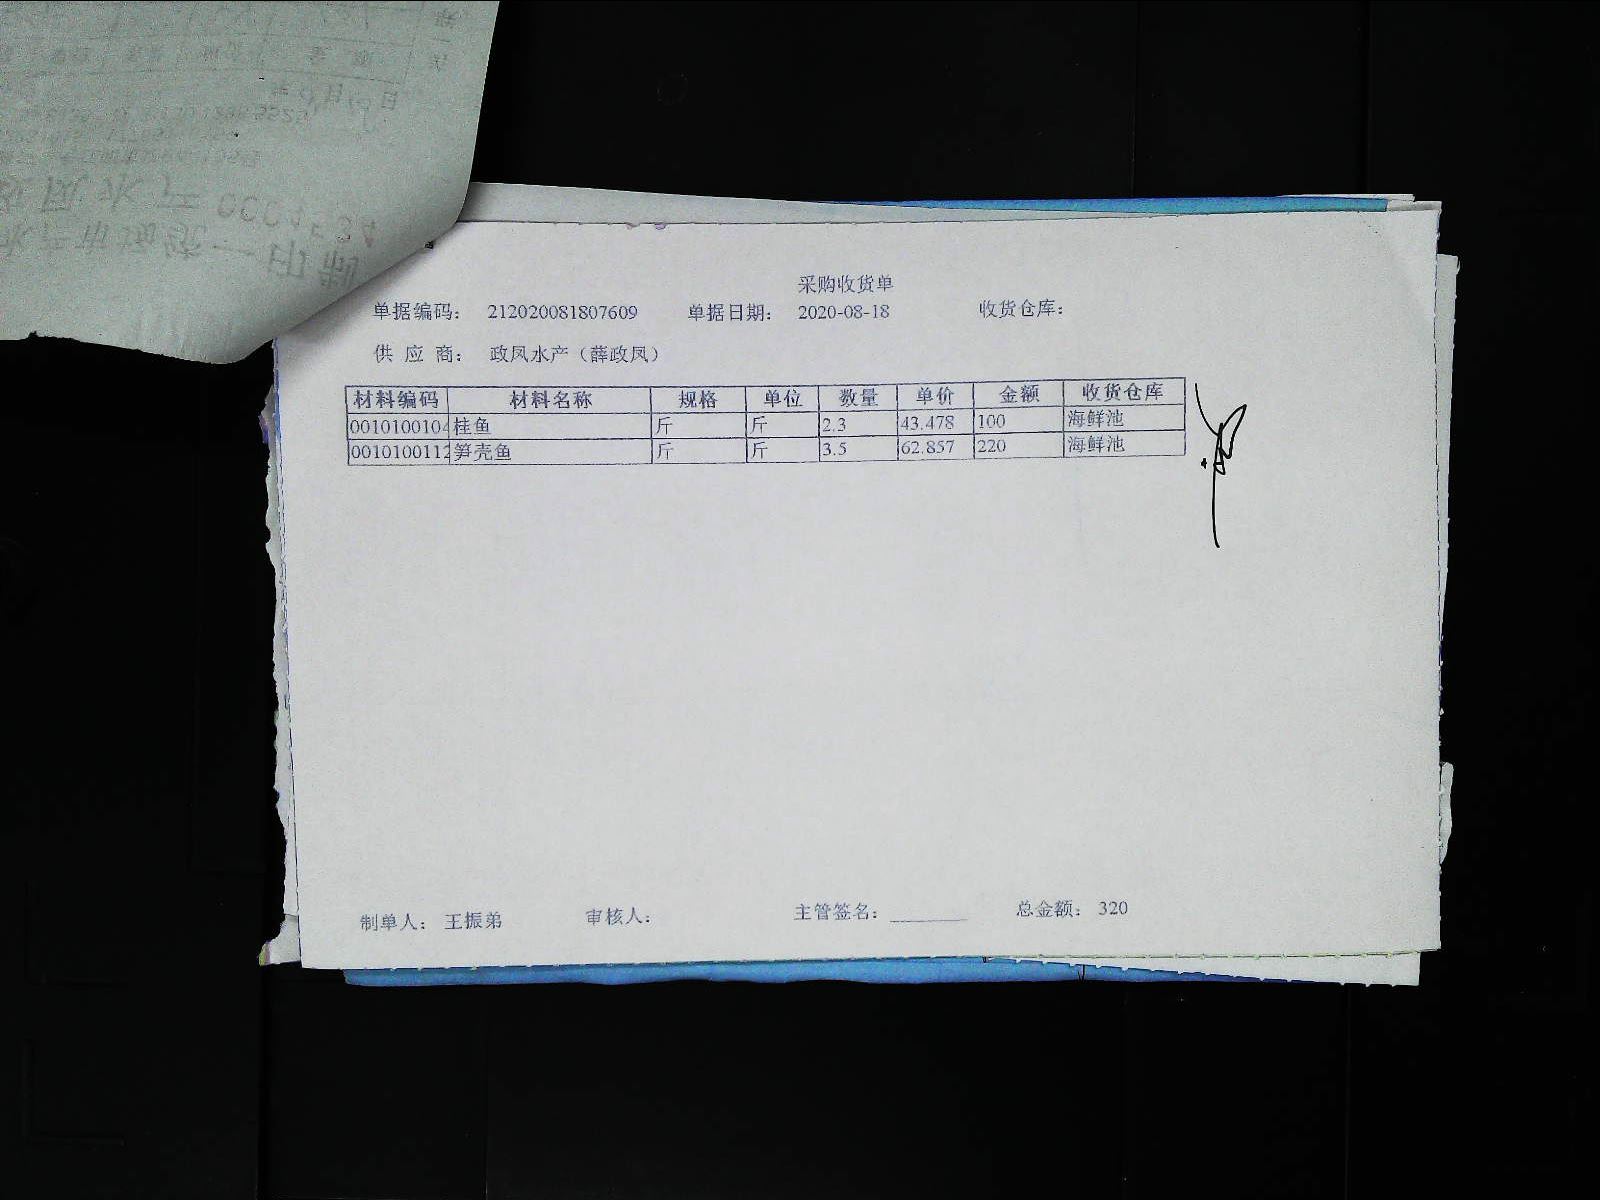 采购收货单
单据编码： 212020081807609 单据日期： 2020-08-18 收货仓库：
供 应 商： 政凤水产（薛政凤）
材料编码 材料名称 规格 单位 数量 单价 金额 收货仓库
0010100104 桂鱼 斤 斤 2.3 43.478 100 海鲜池
0010100112 笋壳鱼 斤 斤 3.5 62.857 220 海鲜池
制单人： 王振弟 审核人： 主管签名： 总金额： 320